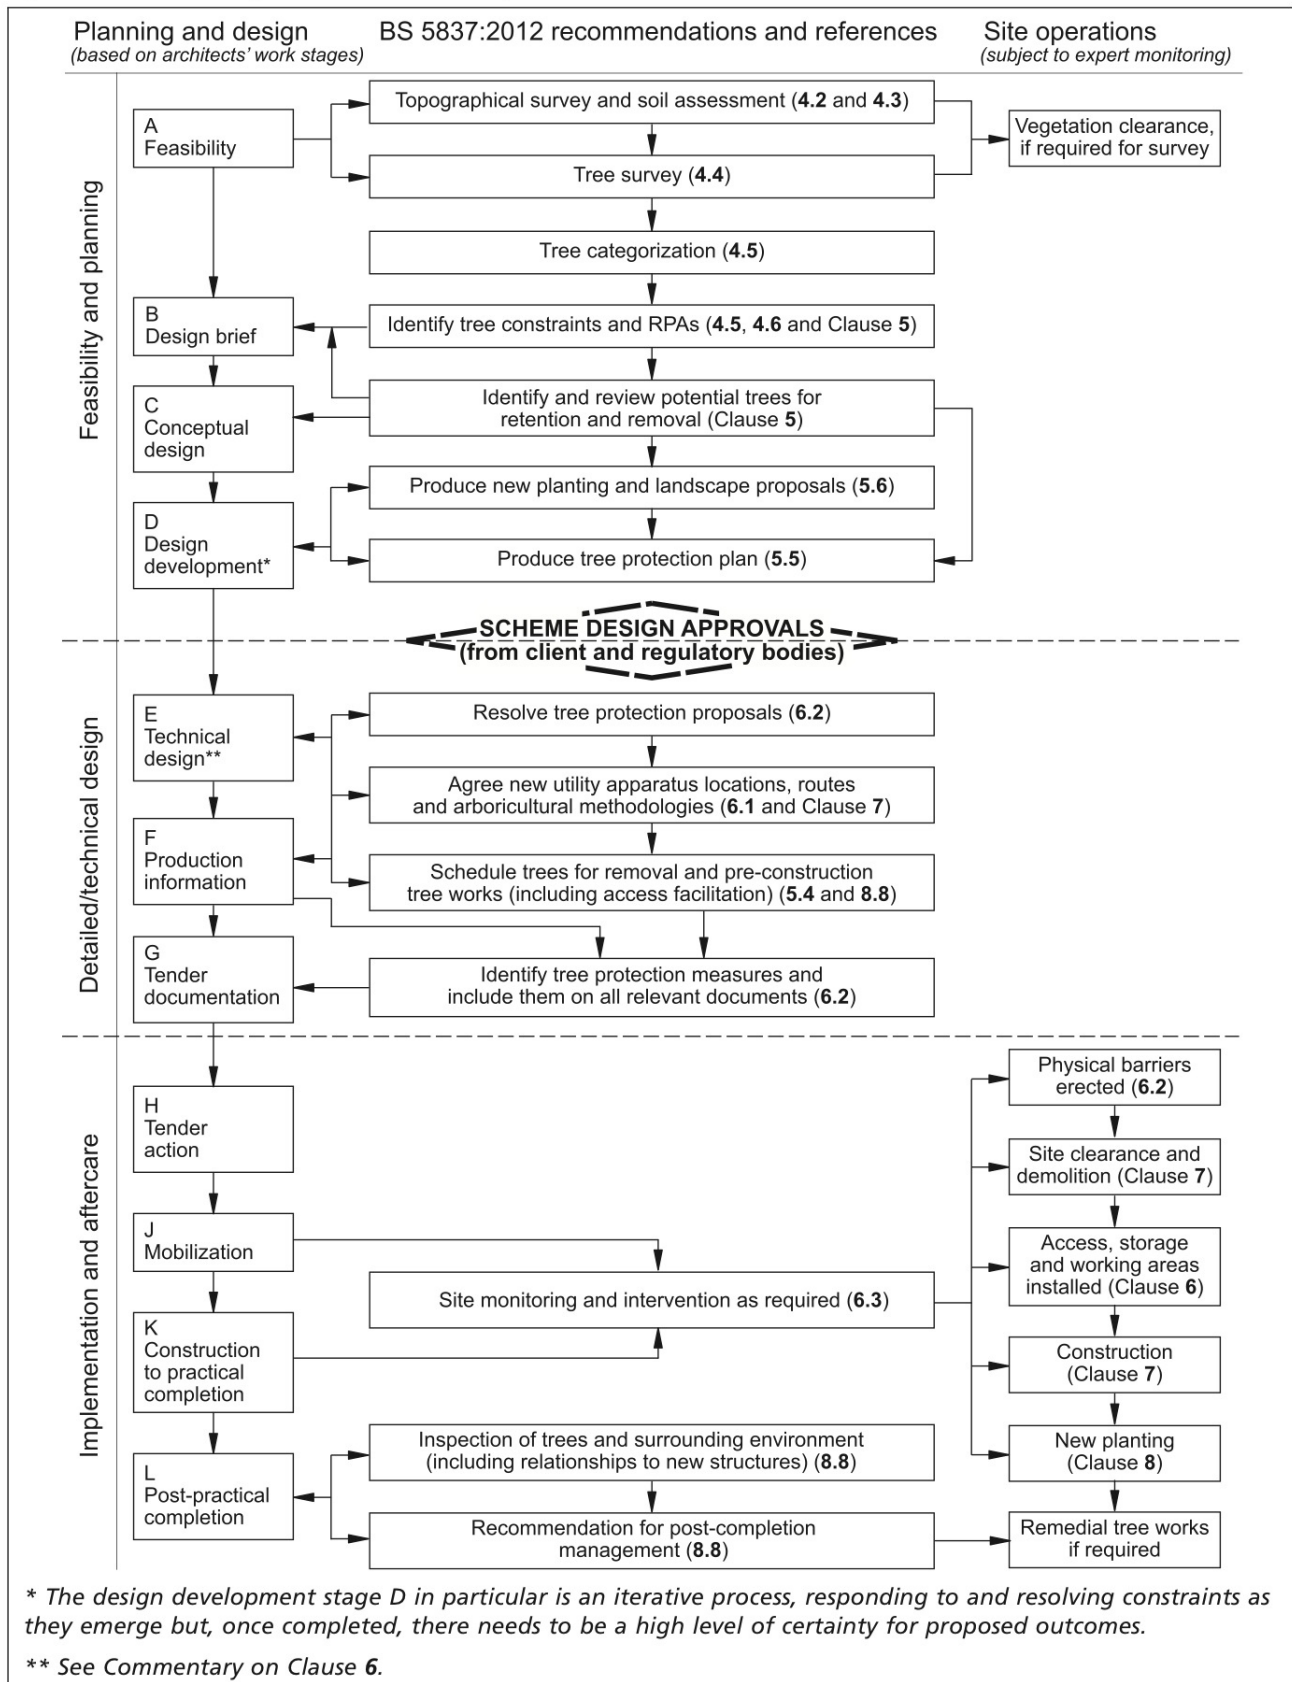 Planning and design
(based on architects' work stages)
BS 5837:2012 recommendations and references
Site operations
(subject to expert monitoring)
Feasibility and planning
A
Feasibility
Topographical survey and soil assessment (4.2 and 4.3)
Vegetation clearance,
if required for survey
Tree survey (4.4)
Tree categorization (4.5)
B
Design brief
Identify tree constraints and RPAs (4.5, 4.6 and Clause 5)
C
Conceptual
design
Identify and review potential trees for
retention and removal (Clause 5)
Produce new planting and landscape proposals (5.6)
D
Design
development*
Produce tree protection plan (5.5)
SCHEME DESIGN APPROVALS
(from client and regulatory bodies)
Detailed/technical design
E
Technical
design**
Resolve tree protection proposals (6.2)
Agree new utility apparatus locations, routes
and arboricultural methodologies (6.1 and Clause 7)
F
Production
information
Schedule trees for removal and pre-construction
tree works (including access facilitation) (5.4 and 8.8)
G
Tender
documentation
Identify tree protection measures and
include them on all relevant documents (6.2)
Implementation and aftercare
H
Tender
action
Physical barriers
erected (6.2)
Site clearance and
demolition (Clause 7)
J
Mobilization
Access, storage
and working areas
installed (Clause 6)
Site monitoring and intervention as required (6.3)
K
Construction
to practical
completion
Construction
(Clause 7)
Inspection of trees and surrounding environment
(including relationships to new structures) (8.8)
New planting
(Clause 8)
L
Post-practical
completion
Recommendation for post-completion
management (8.8)
Remedial tree works
if required
* The design development stage D in particular is an iterative process, responding to and resolving constraints as
they emerge but, once completed, there needs to be a high level of certainty for proposed outcomes.
** See Commentary on Clause 6.